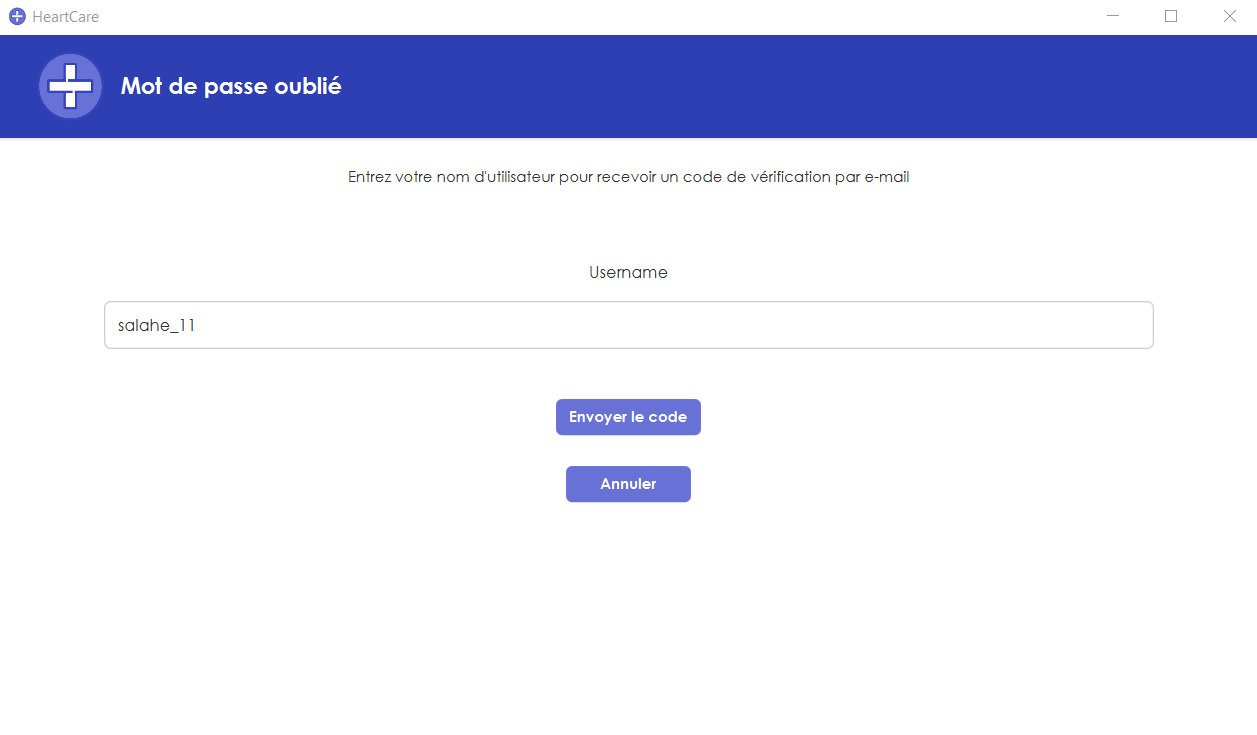 HeartCare
Mot de passe oublié
Entrez votre nom d'utilisateur pour recevoir un code de vérification par e-mail
Username
salahe_11
Envoyer le code
Annuler